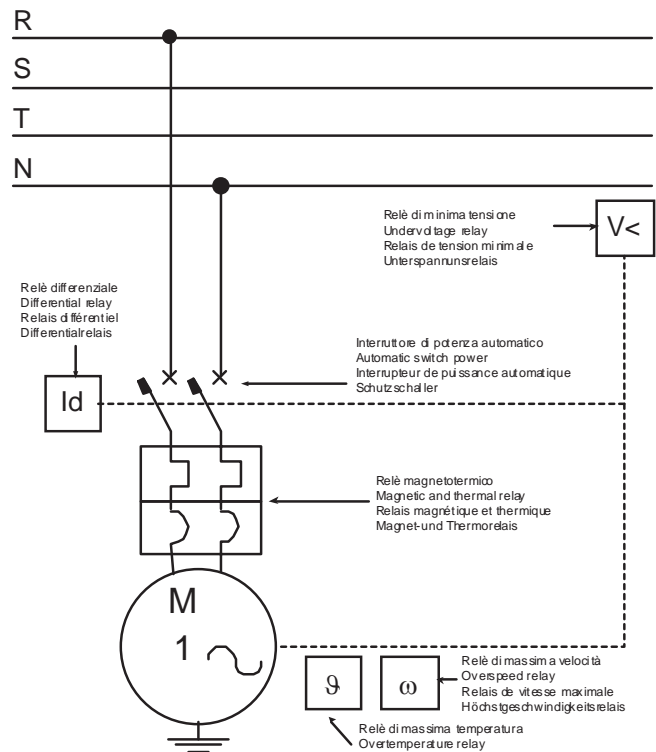 R
S
T
N
Relè di minima tensione
Undervoltage relay
Relais de tension minimale
Unterspannunsrelais
V<
Relè differenziale
Differential relay
Relais différentiel
Differentialrelais
Interruttore di potenza automatico
Automatic switch power
Interrupteur de puissance automatique
Schutzschaller
Id
Relè magnetotermico
Magnetic and thermal relay
Relais magnétique et thermique
Magnet-und Thermorelais
M
1
ϑ
ω
Relè di massima velocità
Overspeed relay
Relais de vitesse maximale
Höchstgeschwindigkeitsrelais
Relè di massima temperatura
Overtemperature relay